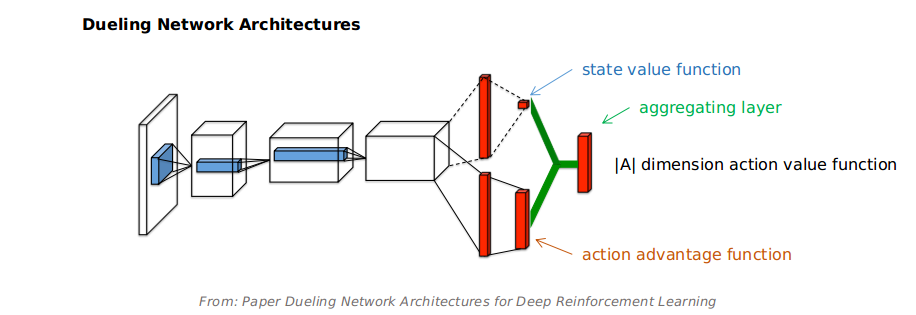 Dueling Network Architectures
state value function
aggregating layer
|A| dimension action value function
action advantage function
From: Paper Dueling Network Architectures for Deep Reinforcement Learning